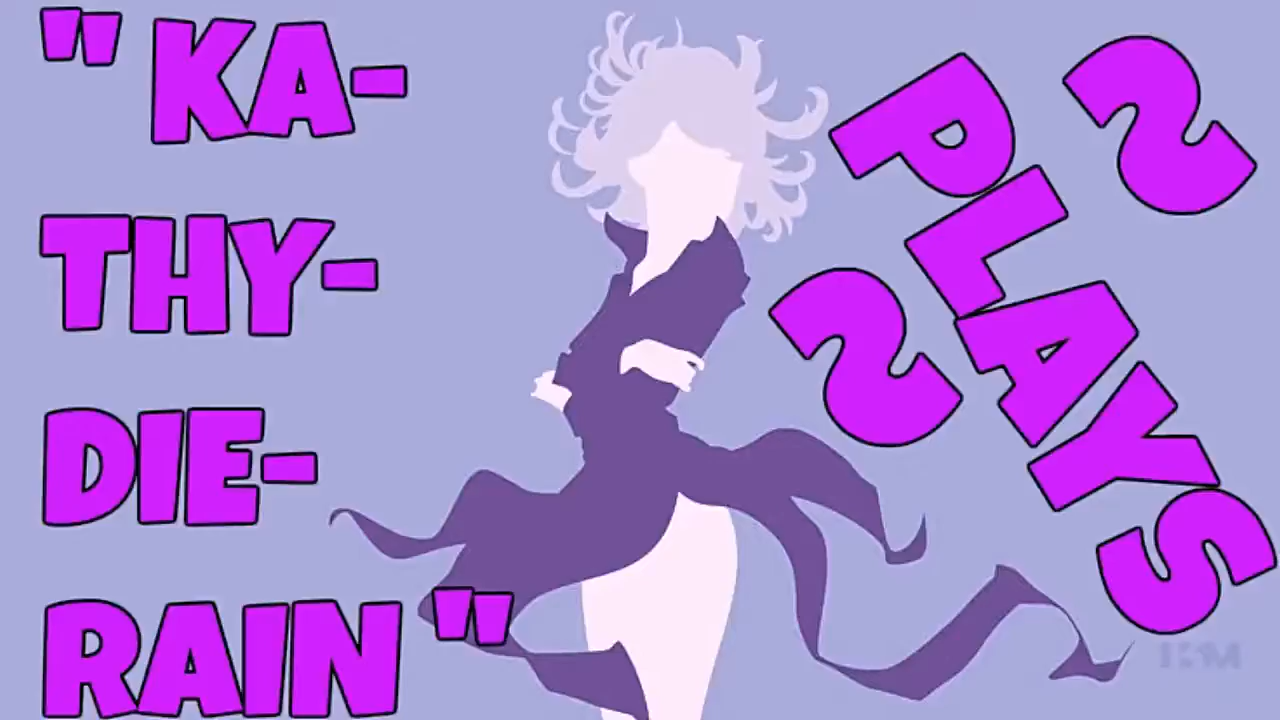 " KA-
THY-
DIE-
RAIN "
~ PLAYS ~